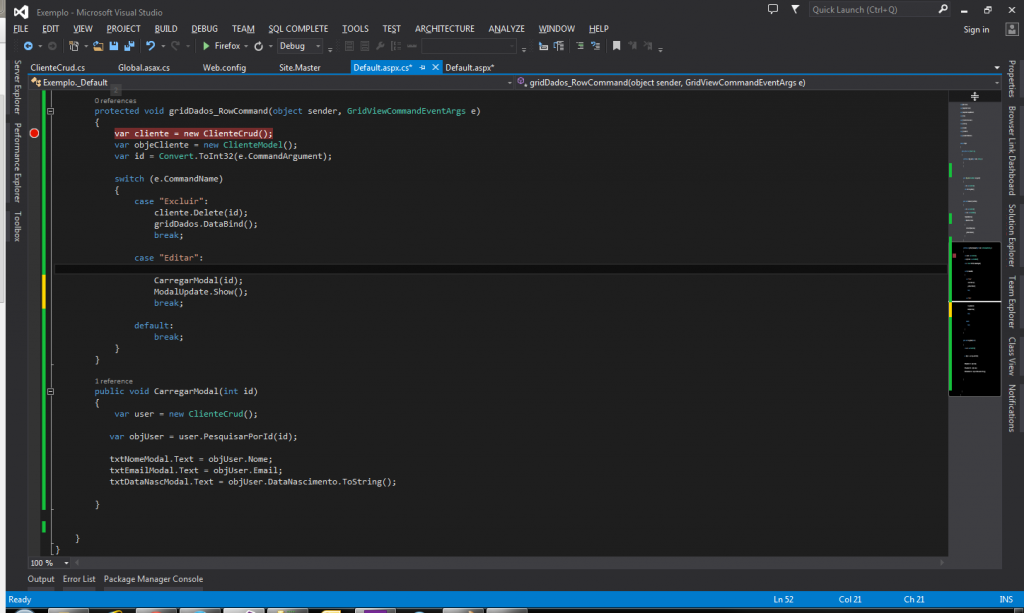 Exemplo - Microsoft Visual Studio
Quick Launch (Ctrl+Q)
FILE EDIT VIEW PROJECT BUILD DEBUG TEAM SQL COMPLETE TOOLS TEST ARCHITECTURE ANALYZE WINDOW HELP
Sign in
Firefox Debug
ClienteCrud.cs Global.asax.cs Web.config Site.Master Default.aspx.cs* Default.aspx*
Exemplo._Default gridDados_RowCommand(object sender, GridViewCommandEventArgs e)
Server Explorer
Performance Explorer
Toolbox
0 references
protected void gridDados_RowCommand(object sender, GridViewCommandEventArgs e)
{
var cliente = new ClienteCrud();
var objeCliente = new ClienteModel();
var id = Convert.ToInt32(e.CommandArgument);
switch (e.CommandName)
{
case "Excluir":
cliente.Delete(id);
gridDados.DataBind();
break;
case "Editar":
CarregarModal(id);
ModalUpdate.Show();
break;
default:
break;
}
}
1 reference
public void CarregarModal(int id)
{
var user = new ClienteCrud();
var objUser = user.PesquisarPorId(id);
txtNomeModal.Text = objUser.Nome;
txtEmailModal.Text = objUser.Email;
txtDataNascModal.Text = objUser.DataNascimento.ToString();
}
}
}
Properties
Browser Link Dashboard
Solution Explorer
Team Explorer
Class View
Notifications
100 %
Output Error List Package Manager Console
Ready Ln 52 Col 21 Ch 21 INS